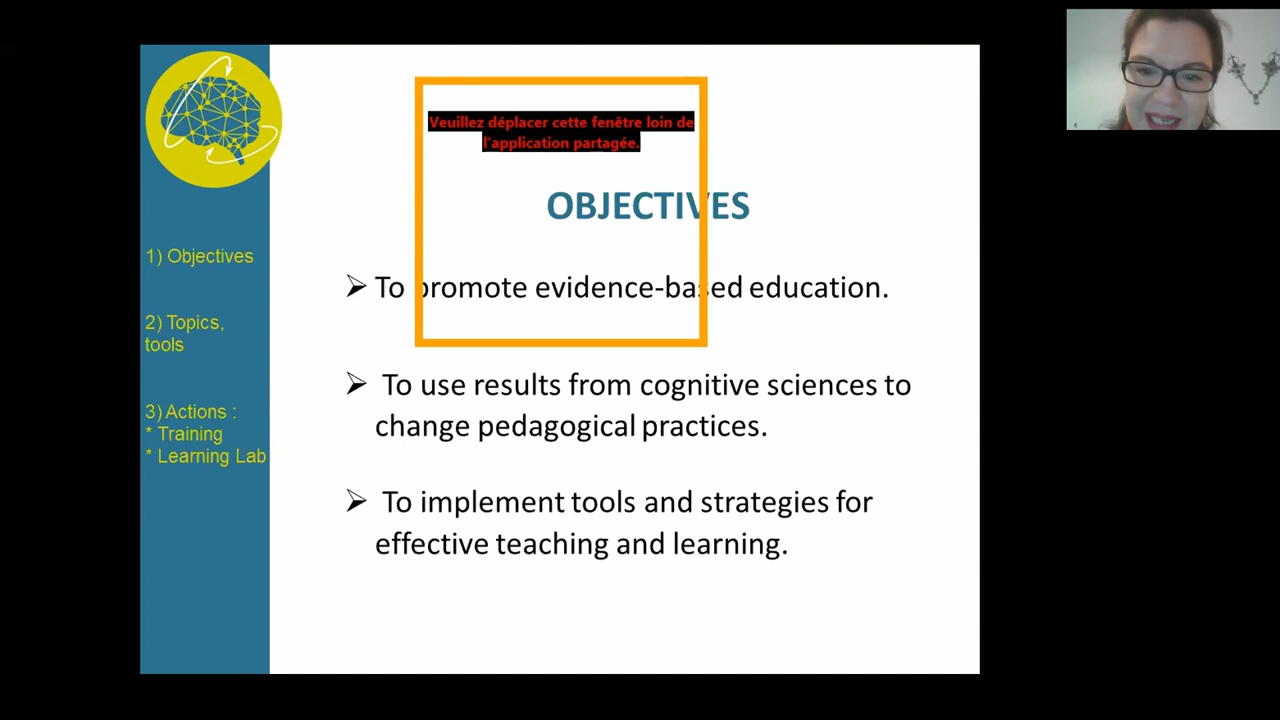 1) Objectives
2) Topics,
tools
3) Actions :
* Training
* Learning Lab
Veuillez déplacer cette fenêtre loin de
l'application partagée.
OBJECTIVES
To promote evidence-based education.
To use results from cognitive sciences to
change pedagogical practices.
To implement tools and strategies for
effective teaching and learning.